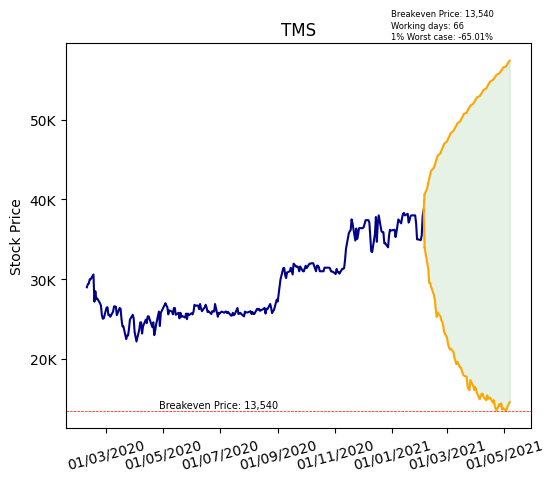 Breakeven Price: 13,540
Working days: 66
1% Worst case: -65.01%
TMS
Stock Price
50K
40K
30K
20K
Breakeven Price: 13,540
01/03/2020
01/05/2020
01/07/2020
01/09/2020
01/11/2020
01/01/2021
01/03/2021
01/05/2021